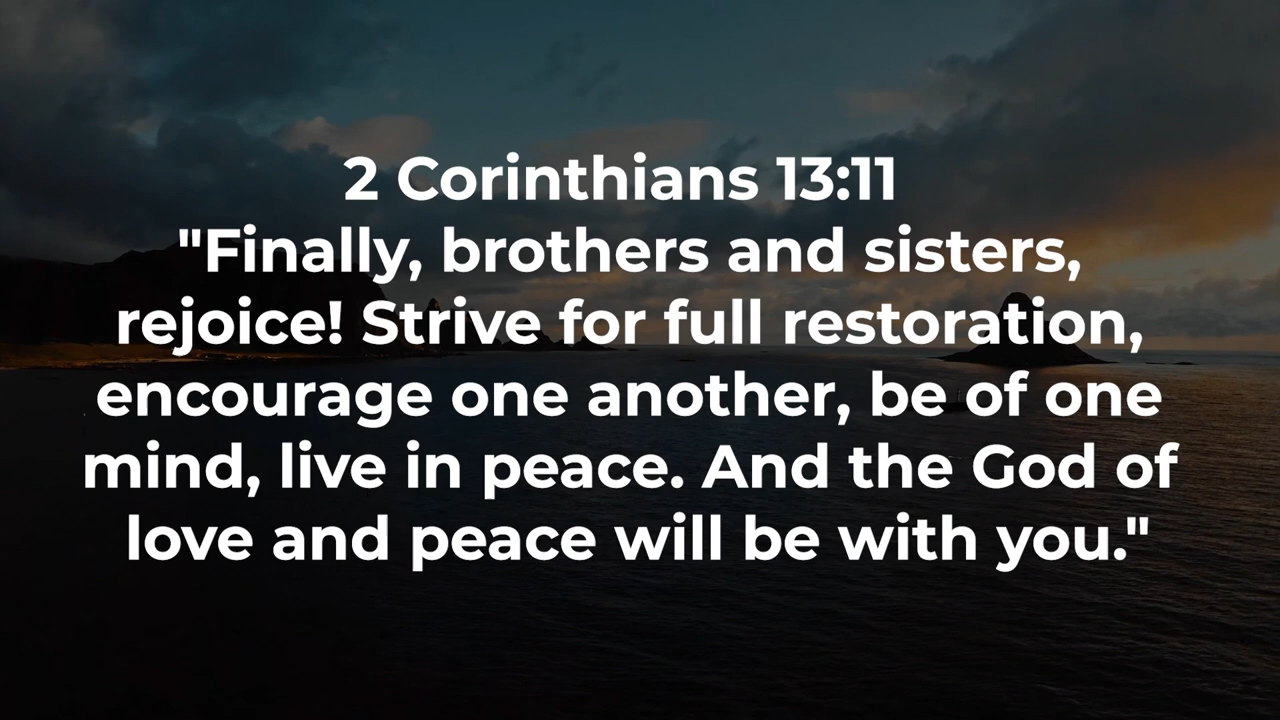 2 Corinthians 13:11
"Finally, brothers and sisters,
rejoice! Strive for full restoration,
encourage one another, be of one
mind, live in peace. And the God of
love and peace will be with you."